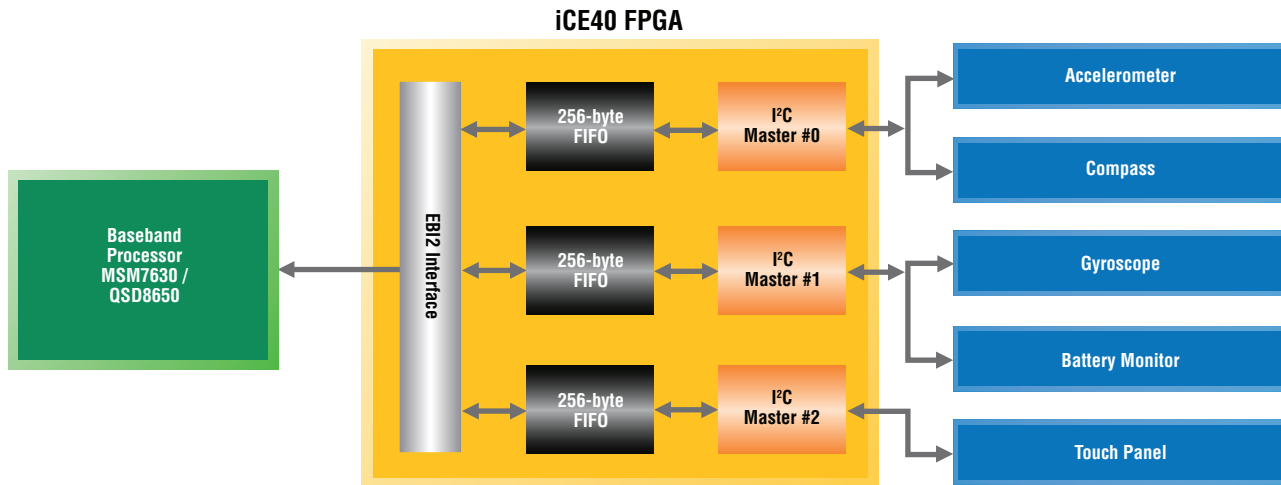 iCE40 FPGA
Baseband
Processor
MSM7630 /
QSD8650
EBI2 Interface
256-byte
FIFO
I²C
Master #0
256-byte
FIFO
I²C
Master #1
256-byte
FIFO
I²C
Master #2
Accelerometer
Compass
Gyroscope
Battery Monitor
Touch Panel